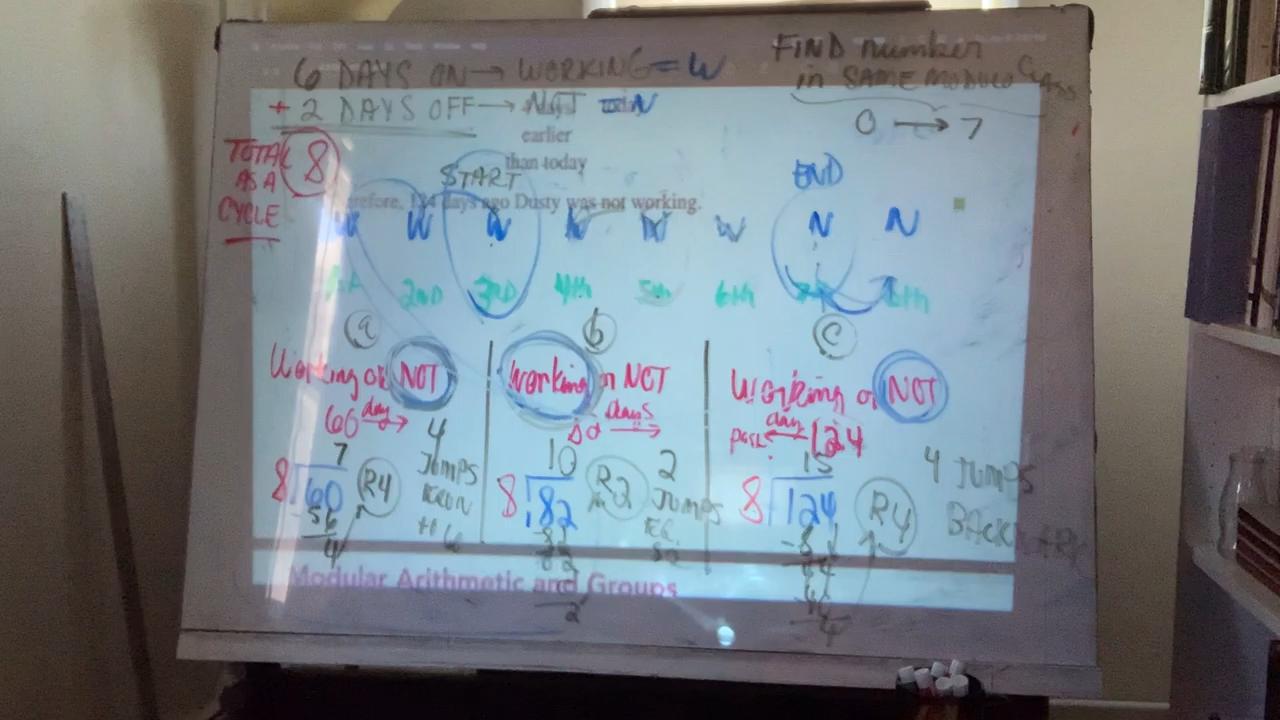 6 DAYS ON → WORKING = W
+ 2 DAYS OFF → NOT = N
FIND number
in SAME MODULO Class
0 → 7
TOTAL
AS A
CYCLE
8
earlier
than today
START
END
124 days ago Dusty was not working.
W W W W W W N N
2ND 3RD 4th 5th 6th 8th
a b c
Working or NOT
60 day →
7
8 60 R4
56
4
4
Jumps
Working or NOT
days →
10
8 82 R2
2
2
Jumps
Working or NOT
past day ← 124
15
8 124 R4
- 8
4
4 Jumps
BACKWARD
Modular Arithmetic and Groups